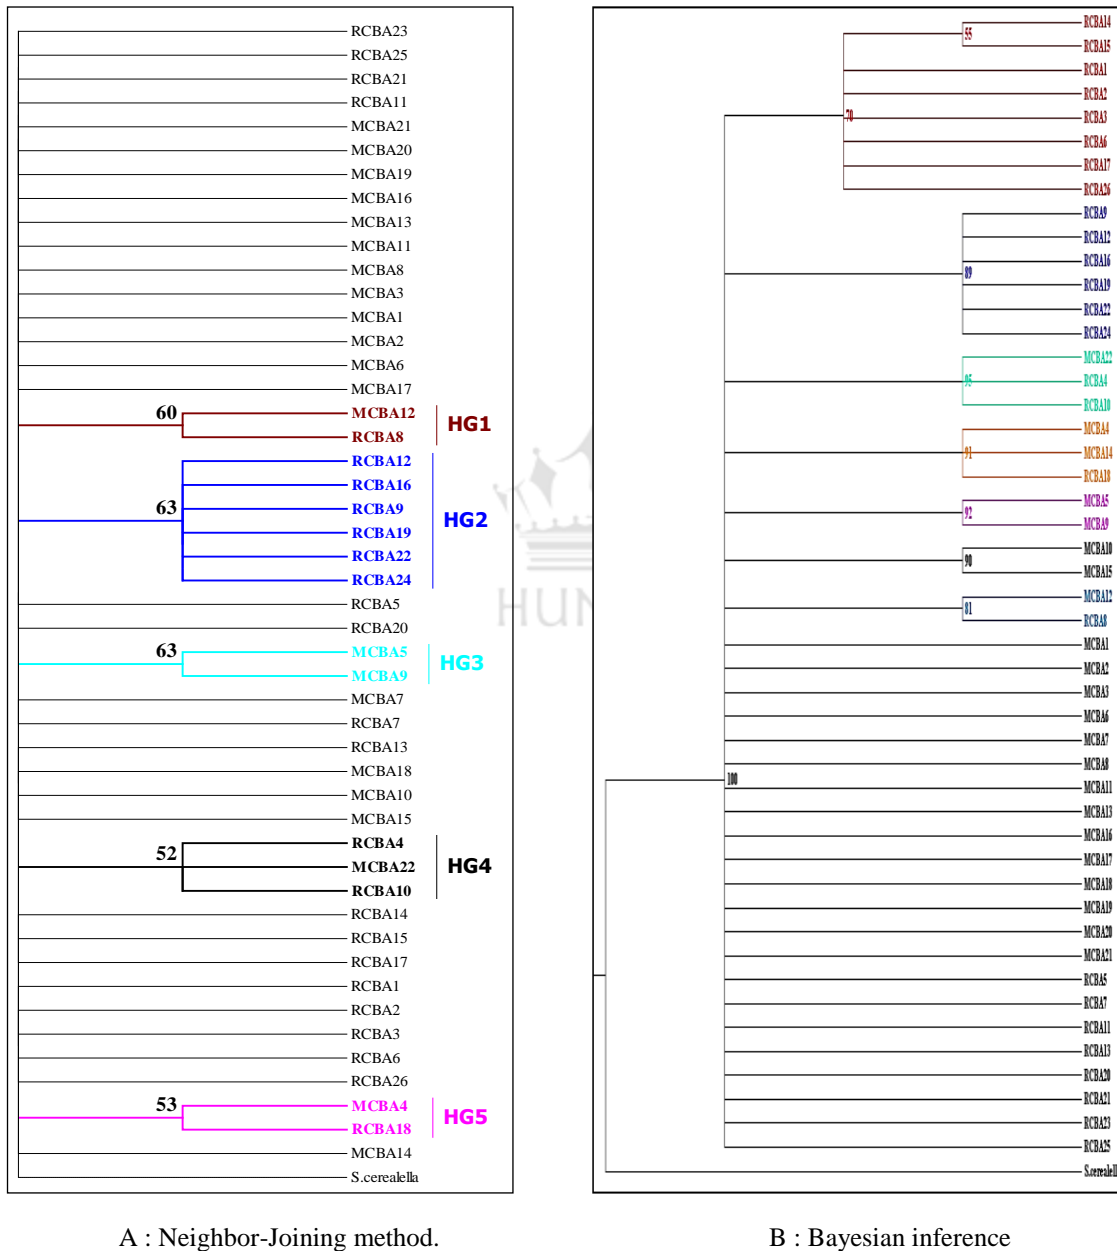 RCBA23
RCBA25
RCBA21
RCBA11
MCBA21
MCBA20
MCBA19
MCBA16
MCBA13
MCBA11
MCBA8
MCBA3
MCBA1
MCBA2
MCBA6
MCBA17
60
MCBA12
RCBA8
HG1
RCBA12
RCBA16
63
RCBA9
HG2
RCBA19
RCBA22
RCBA24
RCBA5
RCBA20
63
MCBA5
HG3
MCBA9
MCBA7
RCBA7
RCBA13
MCBA18
MCBA10
MCBA15
RCBA4
52
MCBA22
HG4
RCBA10
RCBA14
RCBA15
RCBA17
RCBA1
RCBA2
RCBA3
RCBA6
RCBA26
53
MCBA4
HG5
RCBA18
MCBA14
S.cerealella
A : Neighbor-Joining method.
RCBA14
55
RCBA15
RCBA1
RCBA2
70
RCBA3
RCBA6
RCBA17
RCBA26
RCBA9
RCBA12
RCBA16
89
RCBA19
RCBA22
RCBA24
MCBA22
95
RCBA4
RCBA10
MCBA4
91
MCBA14
RCBA18
MCBA5
92
MCBA9
MCBA10
90
MCBA15
MCBA12
81
RCBA8
MCBA1
MCBA2
MCBA3
MCBA6
MCBA7
MCBA8
100
MCBA11
MCBA13
MCBA16
MCBA17
MCBA18
MCBA19
MCBA20
MCBA21
RCBA5
RCBA7
RCBA11
RCBA13
RCBA20
RCBA21
RCBA23
RCBA25
S.cerealell
B : Bayesian inference
HUN